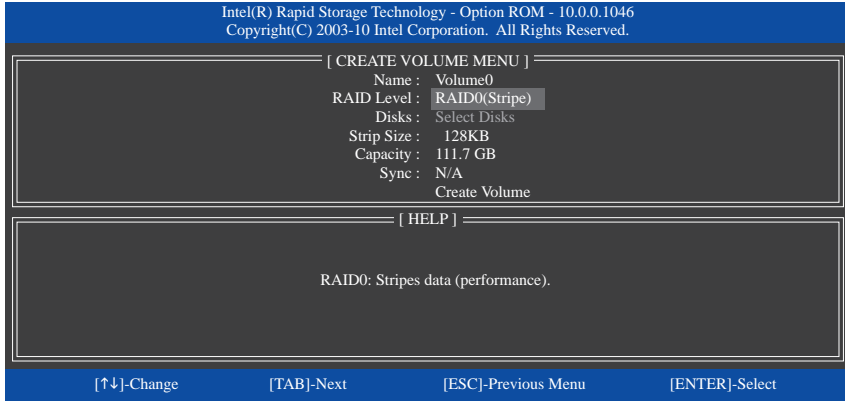 Intel(R) Rapid Storage Technology - Option ROM - 10.0.0.1046
Copyright(C) 2003-10 Intel Corporation. All Rights Reserved.
[ CREATE VOLUME MENU ]
Name : Volume0
RAID Level : RAID0(Stripe)
Disks : Select Disks
Strip Size : 128KB
Capacity : 111.7 GB
Sync : N/A
Create Volume
[ HELP ]
RAID0: Stripes data (performance).
[↑↓]-Change [TAB]-Next [ESC]-Previous Menu [ENTER]-Select